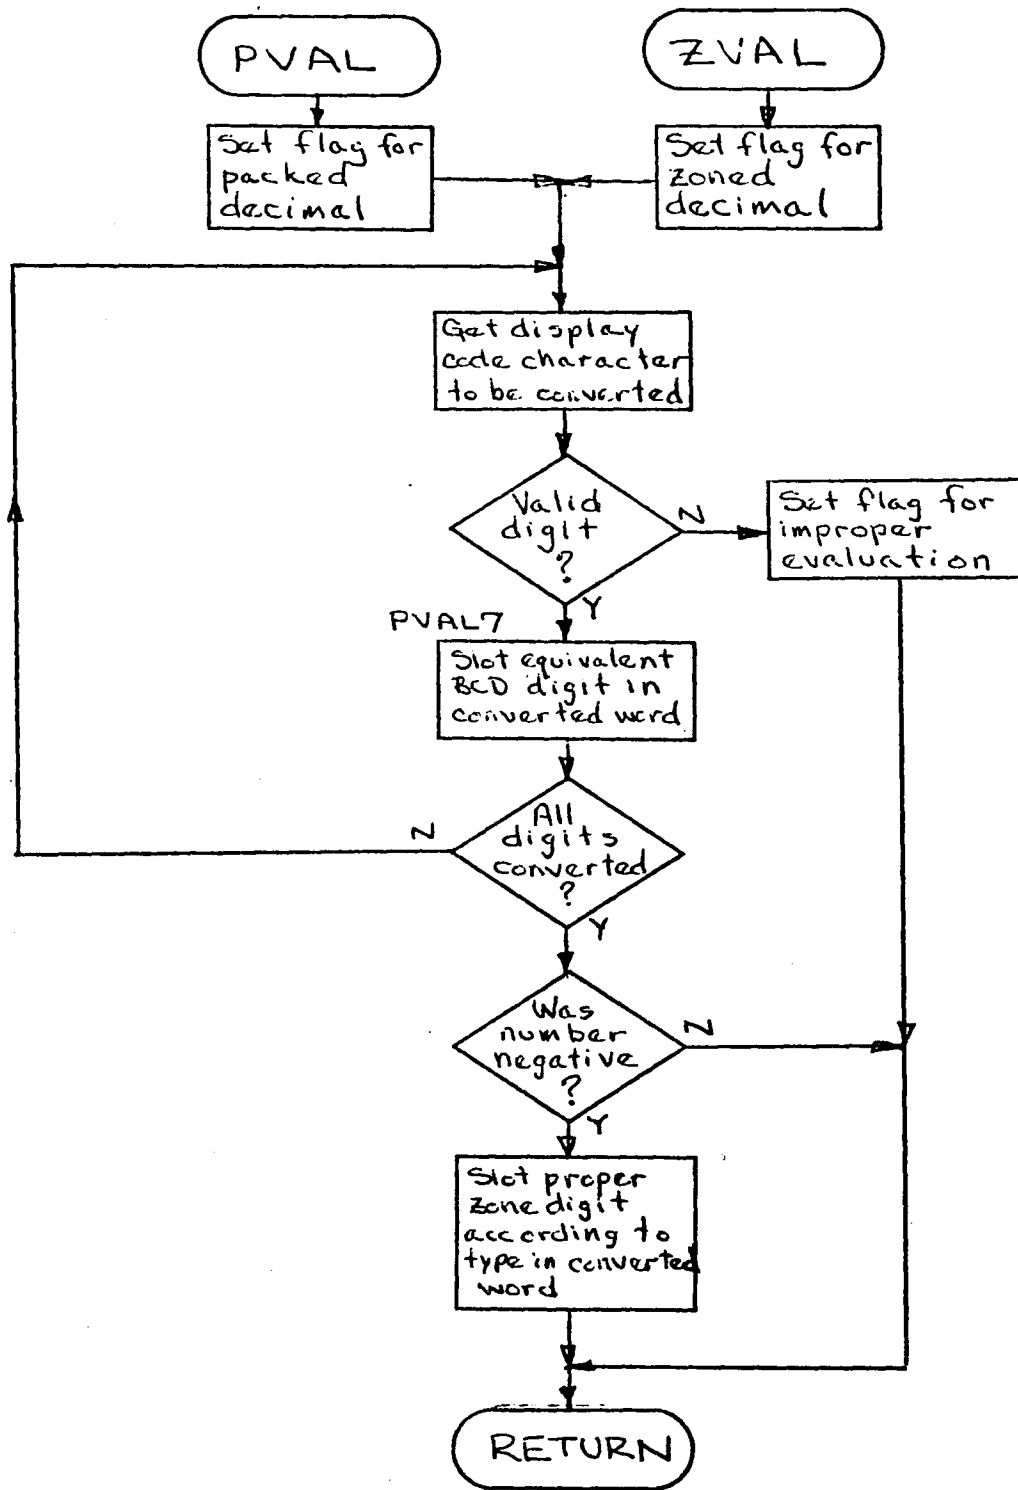 PVAL
ZVAL
Set flag for
packed
decimal
Set flag for
zoned
decimal
Get display
code character
to be converted
Valid
digit
?
N
Y
Set flag for
improper
evaluation
PVAL7
Slot equivalent
BCD digit in
converted word
All
digits
converted
?
N
Y
Was
number
negative
?
N
Y
Slot proper
zone digit
according to
type in converted
word
RETURN